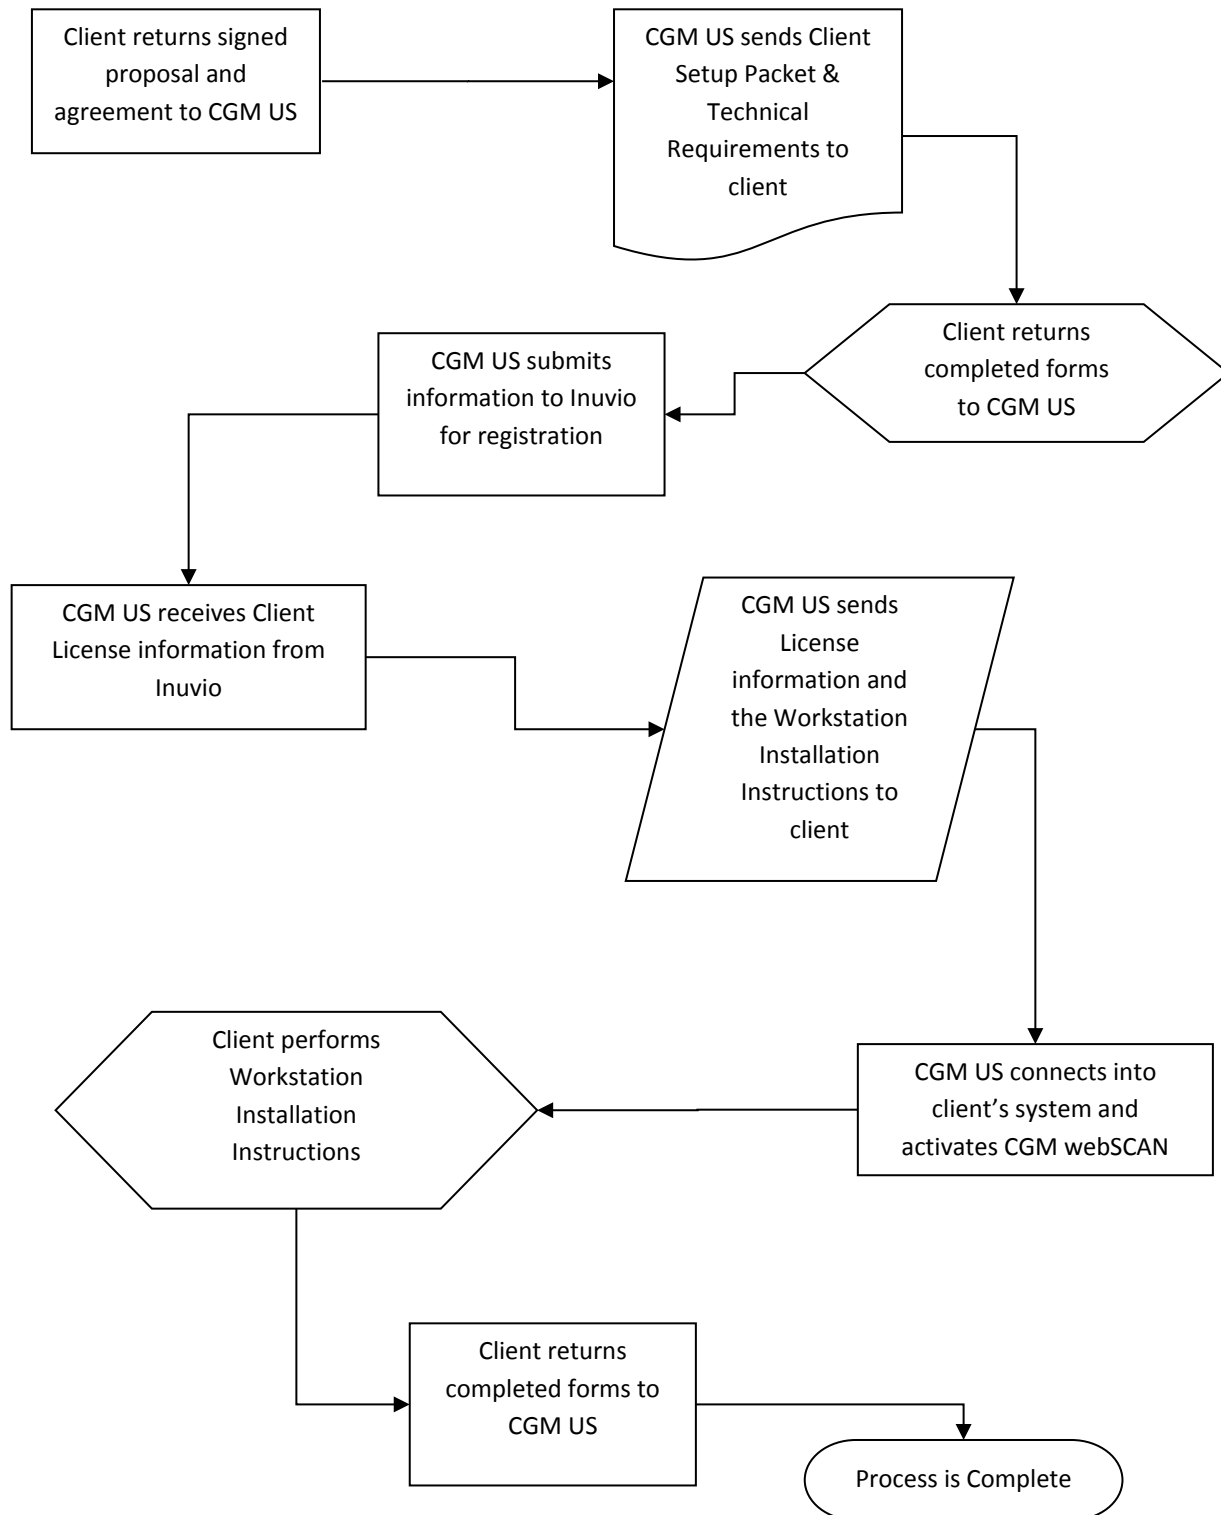 Client returns signed
proposal and
agreement to CGM US
CGM US sends Client
Setup Packet &
Technical
Requirements to
client
Client returns
completed forms
to CGM US
CGM US submits
information to Inuvio
for registration
CGM US receives Client
License information from
Inuvio
CGM US sends
License
information and
the Workstation
Installation
Instructions to
client
CGM US connects into
client’s system and
activates CGM webSCAN
Client performs
Workstation
Installation
Instructions
Client returns
completed forms to
CGM US
Process is Complete